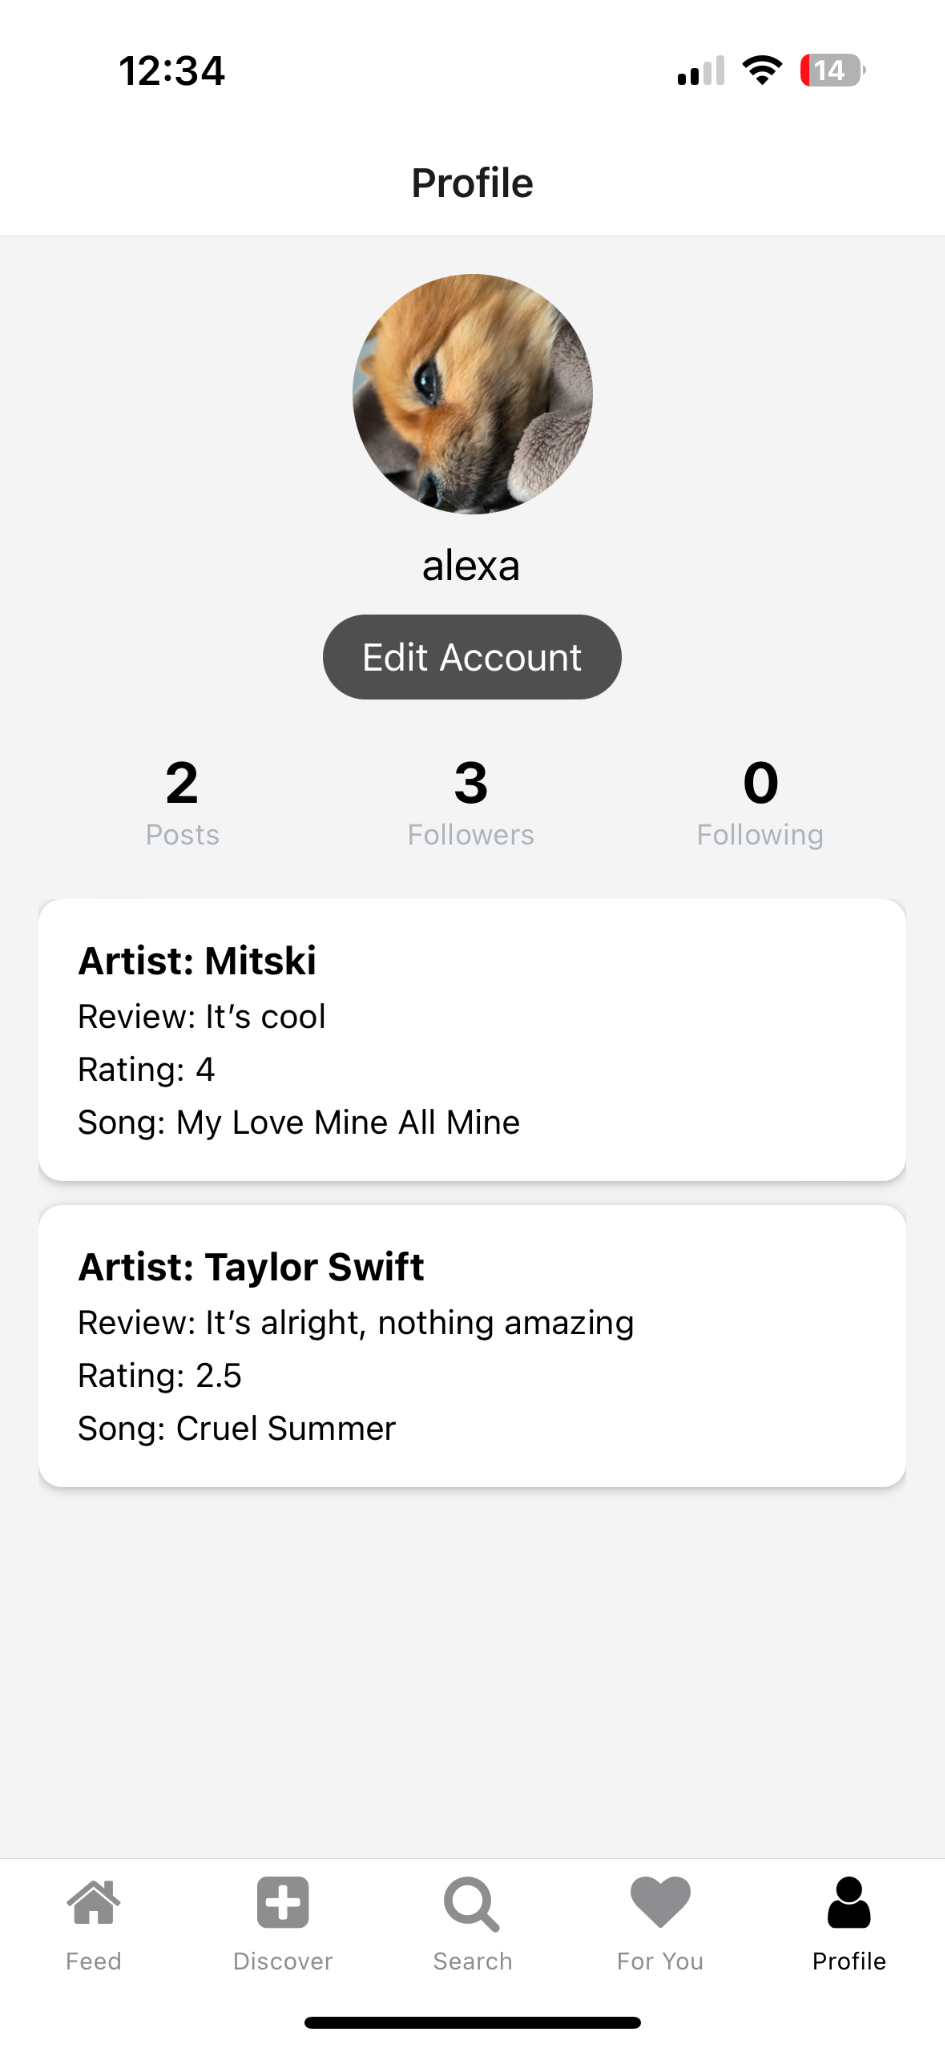 12:34
14
Profile
alexa
Edit Account
2 3 0
Posts Followers Following
Artist: Mitski
Review: It’s cool
Rating: 4
Song: My Love Mine All Mine
Artist: Taylor Swift
Review: It’s alright, nothing amazing
Rating: 2.5
Song: Cruel Summer
Feed Discover Search For You Profile